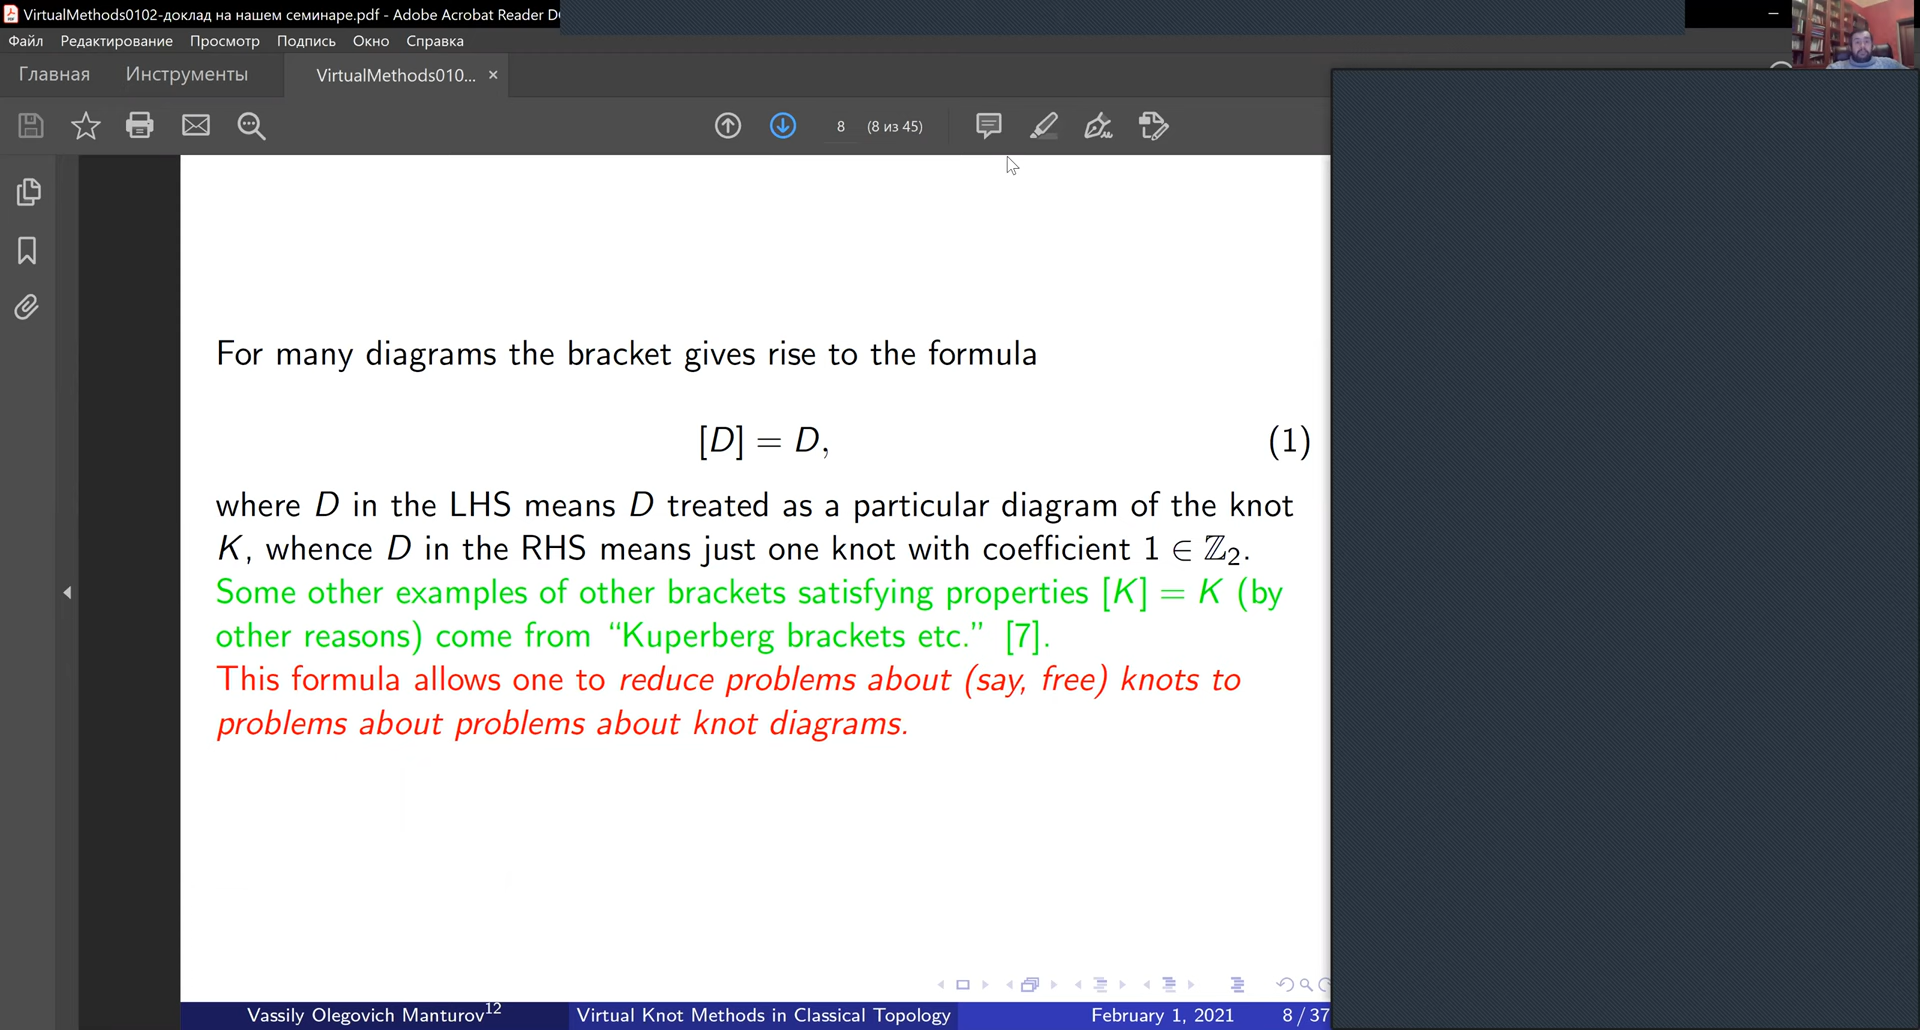 VirtualMethods0102-доклад на нашем семинаре.pdf - Adobe Acrobat Reader D
Файл Редактирование Просмотр Подпись Окно Справка
Главная Инструменты VirtualMethods010... ×
8 (8 из 45)
For many diagrams the bracket gives rise to the formula
[D] = D, (1)
where D in the LHS means D treated as a particular diagram of the knot
K, whence D in the RHS means just one knot with coefficient 1 ∈ ℤ₂.
Some other examples of other brackets satisfying properties [K] = K (by
other reasons) come from “Kuperberg brackets etc.” [7].
This formula allows one to reduce problems about (say, free) knots to
problems about problems about knot diagrams.
Vassily Olegovich Manturov¹² Virtual Knot Methods in Classical Topology February 1, 2021 8 / 37